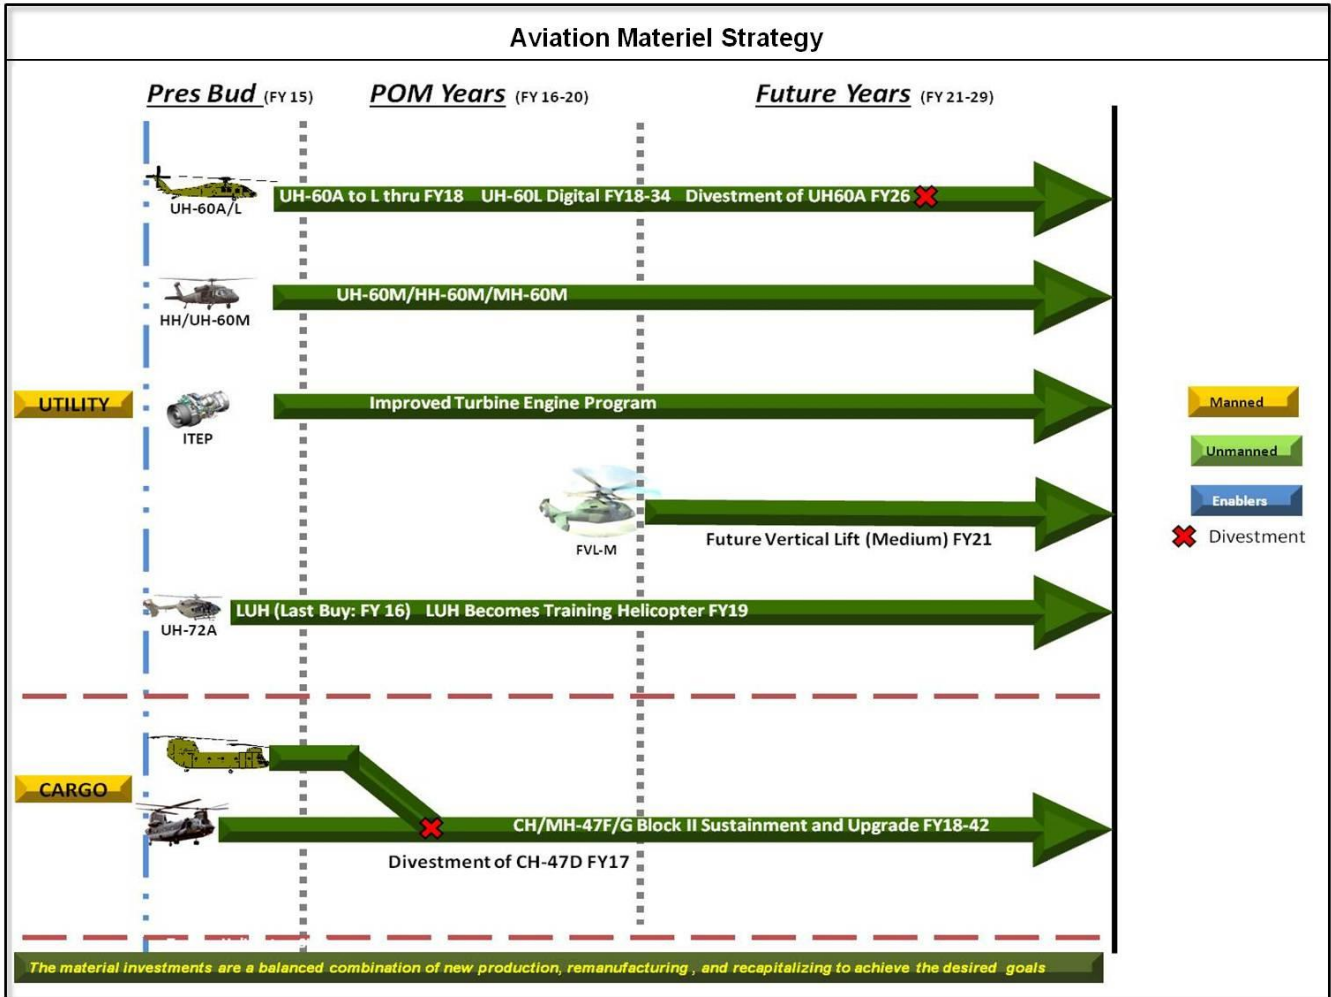 Aviation Materiel Strategy
Pres Bud (FY 15) POM Years (FY 16-20) Future Years (FY 21-29)
UH-60A to L thru FY18 UH-60L Digital FY18-34 Divestment of UH60A FY26
UH-60A/L
UH-60M/HH-60M/MH-60M
HH/UH-60M
UTILITY
Improved Turbine Engine Program
ITEP
Manned
Unmanned
Enablers
Divestment
Future Vertical Lift (Medium) FY21
FVL-M
LUH (Last Buy: FY 16) LUH Becomes Training Helicopter FY19
UH-72A
CARGO
CH/MH-47F/G Block II Sustainment and Upgrade FY18-42
Divestment of CH-47D FY17
The material investments are a balanced combination of new production, remanufacturing , and recapitalizing to achieve the desired goals